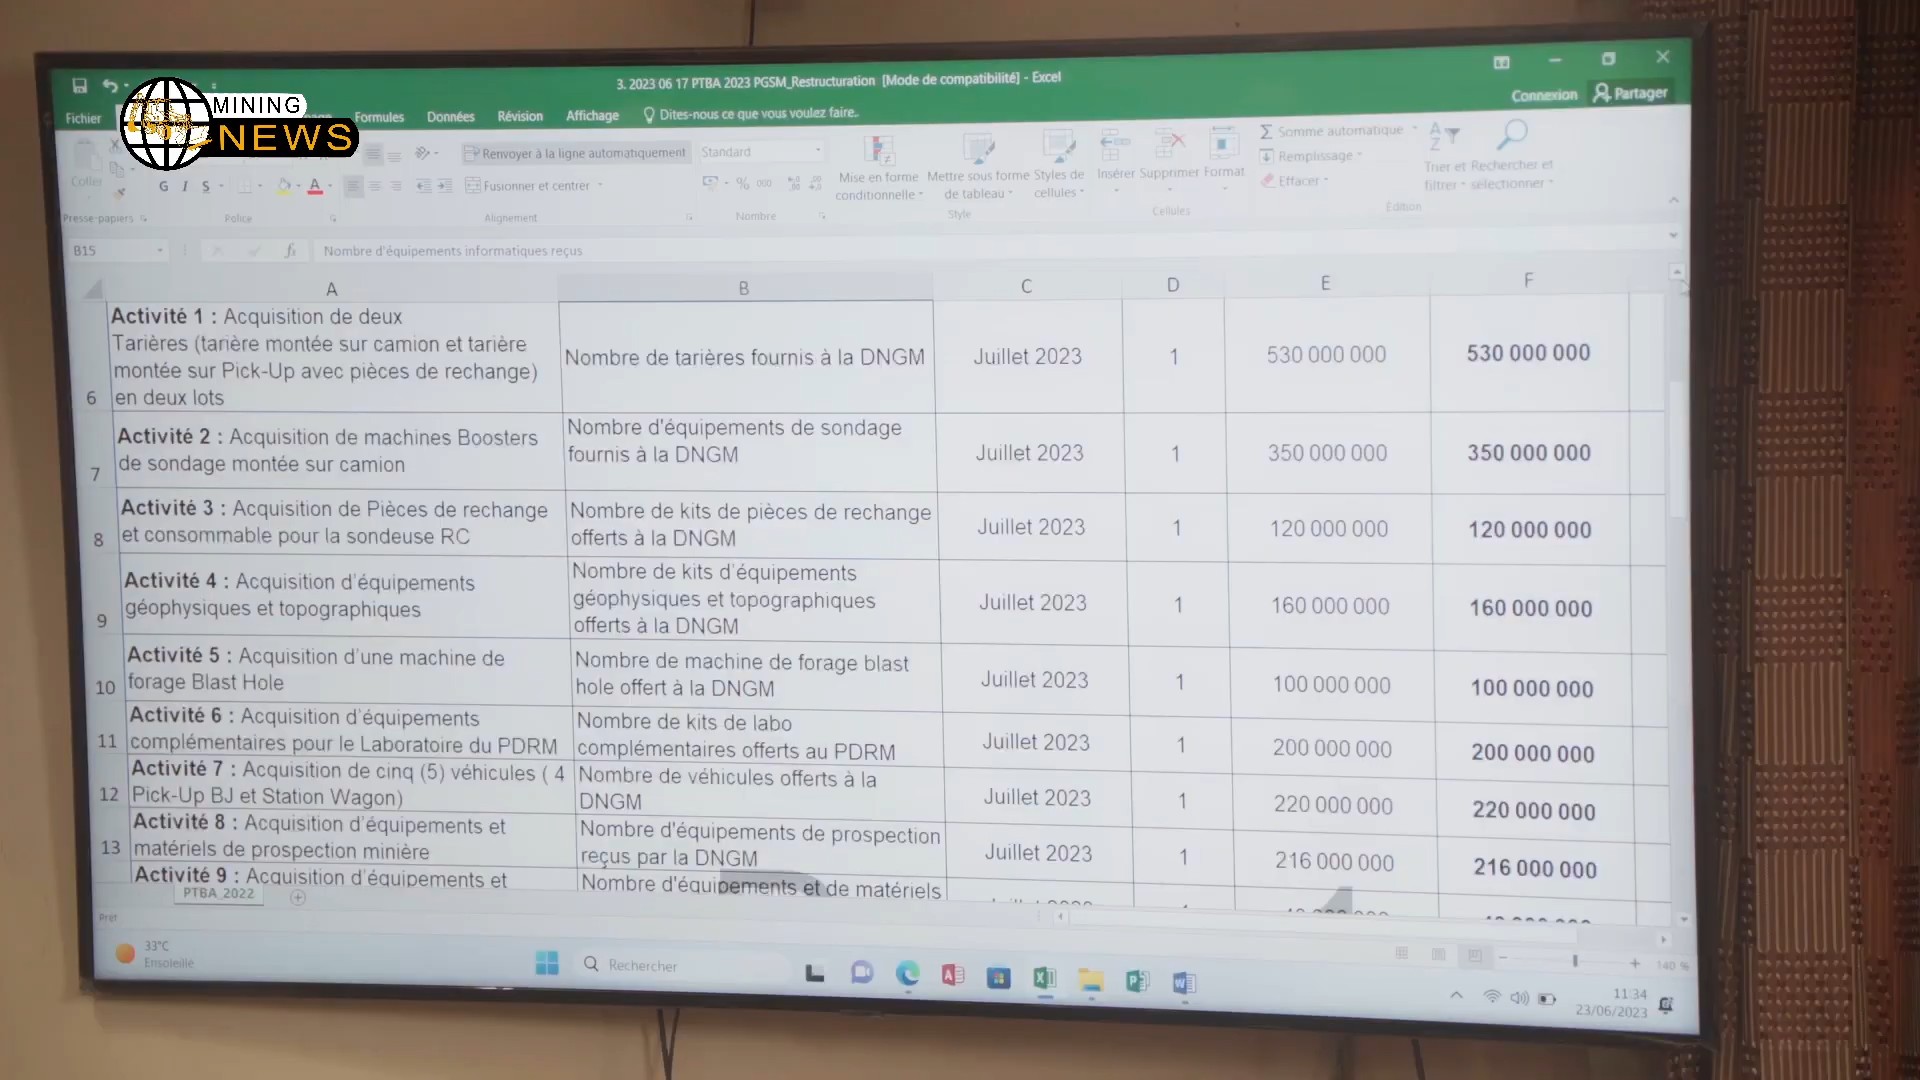 3. 2023 06 17 PTBA 2023 PGSM_Restructuration [Mode de compatibilité] - Excel
Connexion Partager
MINING
NEWS
Fichier Formules Données Révision Affichage Dites-nous ce que vous voulez faire..
Coller
G I S
Renvoyer à la ligne automatiquement
Fusionner et centrer
Standard
% 000
Mise en forme
conditionnelle
Mettre sous forme
de tableau
Styles de
cellules
Insérer Supprimer Format
Somme automatique
Remplissage
Effacer
Trier et
filtrer
Rechercher et
sélectionner
Presse-papiers Police Alignement Nombre Style Cellules Édition
B15 fx Nombre d'équipements informatiques reçus
A B C D E F
6
Activité 1 : Acquisition de deux
Tarières (tarière montée sur camion et tarière
montée sur Pick-Up avec pièces de rechange)
en deux lots
Nombre de tarières fournis à la DNGM
Juillet 2023 1 530 000 000 530 000 000
7
Activité 2 : Acquisition de machines Boosters
de sondage montée sur camion
Nombre d'équipements de sondage
fournis à la DNGM
Juillet 2023 1 350 000 000 350 000 000
8
Activité 3 : Acquisition de Pièces de rechange
et consommable pour la sondeuse RC
Nombre de kits de pièces de rechange
offerts à la DNGM
Juillet 2023 1 120 000 000 120 000 000
9
Activité 4 : Acquisition d'équipements
géophysiques et topographiques
Nombre de kits d'équipements
géophysiques et topographiques
offerts à la DNGM
Juillet 2023 1 160 000 000 160 000 000
10
Activité 5 : Acquisition d'une machine de
forage Blast Hole
Nombre de machine de forage blast
hole offert à la DNGM
Juillet 2023 1 100 000 000 100 000 000
11
Activité 6 : Acquisition d'équipements
complémentaires pour le Laboratoire du PDRM
Nombre de kits de labo
complémentaires offerts au PDRM
Juillet 2023 1 200 000 000 200 000 000
12
Activité 7 : Acquisition de cinq (5) véhicules ( 4
Pick-Up BJ et Station Wagon)
Nombre de véhicules offerts à la
DNGM
Juillet 2023 1 220 000 000 220 000 000
13
Activité 8 : Acquisition d'équipements et
matériels de prospection minière
Nombre d'équipements de prospection
reçus par la DNGM
Juillet 2023 1 216 000 000 216 000 000
Activité 9 : Acquisition d'équipements et
Nombre d'équipements et de matériels
PTBA_2022
Prêt
140 %
33°C
Ensoleillé
Rechercher
11:34
23/06/2023